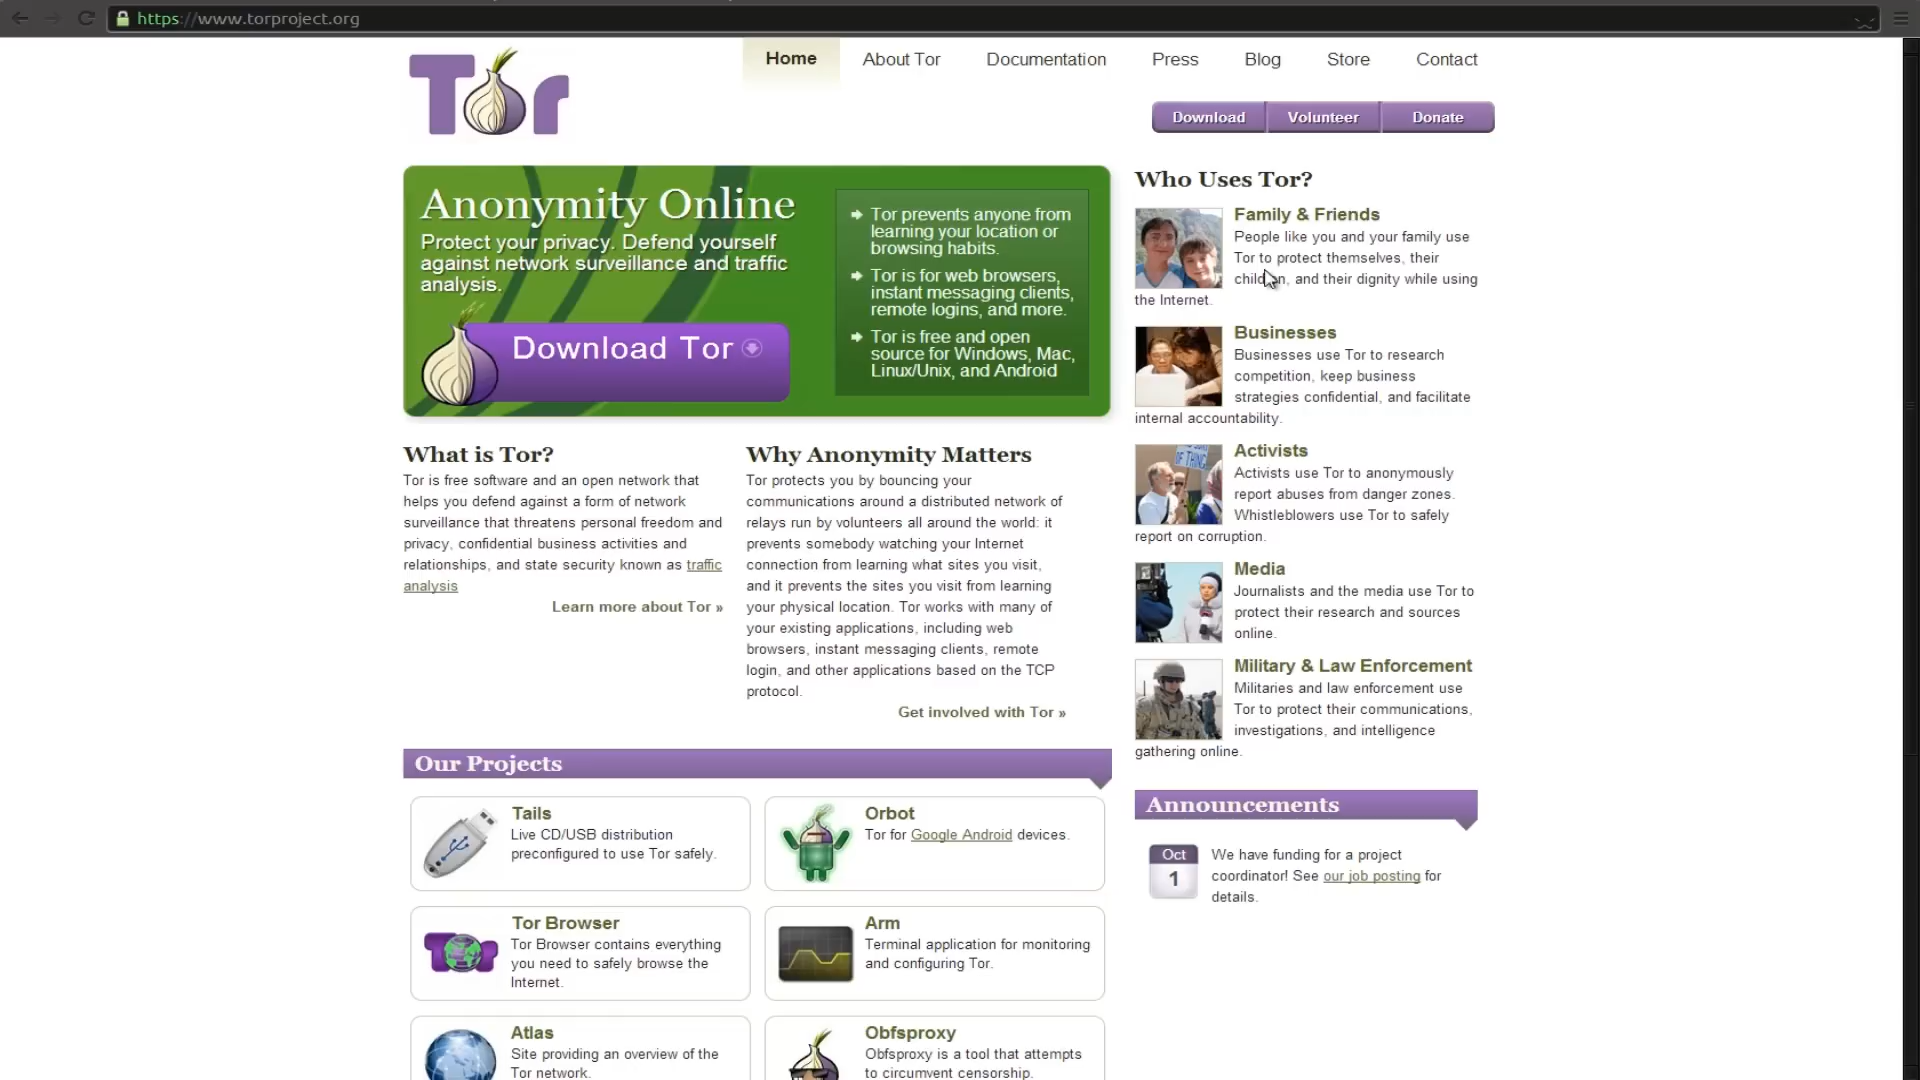 https://www.torproject.org
Tor
Home
About Tor
Documentation
Press
Blog
Store
Contact
Download
Volunteer
Donate
Anonymity Online
Protect your privacy. Defend yourself
against network surveillance and traffic
analysis.
Download Tor
Tor prevents anyone from
learning your location or
browsing habits.
Tor is for web browsers,
instant messaging clients,
remote logins, and more.
Tor is free and open
source for Windows, Mac,
Linux/Unix, and Android
What is Tor?
Tor is free software and an open network that
helps you defend against a form of network
surveillance that threatens personal freedom and
privacy, confidential business activities and
relationships, and state security known as traffic
analysis
Learn more about Tor »
Why Anonymity Matters
Tor protects you by bouncing your
communications around a distributed network of
relays run by volunteers all around the world: it
prevents somebody watching your Internet
connection from learning what sites you visit,
and it prevents the sites you visit from learning
your physical location. Tor works with many of
your existing applications, including web
browsers, instant messaging clients, remote
login, and other applications based on the TCP
protocol.
Get involved with Tor »
Our Projects
Tails
Live CD/USB distribution
preconfigured to use Tor safely.
Orbot
Tor for Google Android devices.
Tor Browser
Tor Browser contains everything
you need to safely browse the
Internet.
Arm
Terminal application for monitoring
and configuring Tor.
Atlas
Site providing an overview of the
Tor network.
Obfsproxy
Obfsproxy is a tool that attempts
to circumvent censorship.
Who Uses Tor?
Family & Friends
People like you and your family use
Tor to protect themselves, their
children, and their dignity while using
the Internet.
Businesses
Businesses use Tor to research
competition, keep business
strategies confidential, and facilitate
internal accountability.
Activists
Activists use Tor to anonymously
report abuses from danger zones.
Whistleblowers use Tor to safely
report on corruption.
OF THING
Media
Journalists and the media use Tor to
protect their research and sources
online.
Military & Law Enforcement
Militaries and law enforcement use
Tor to protect their communications,
investigations, and intelligence
gathering online.
Announcements
Oct
1
We have funding for a project
coordinator! See our job posting for
details.